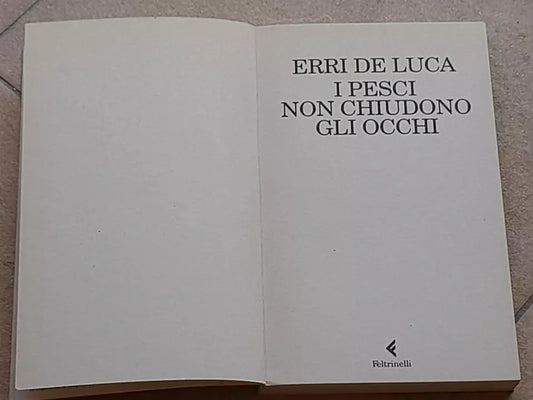 ERRI DE LUCA
I PESCI
NON CHIUDONO
GLI OCCHI
Feltrinelli